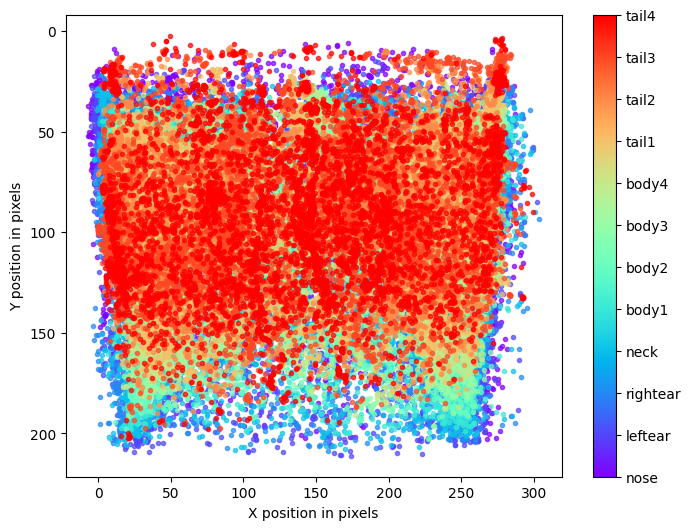 0
50
100
150
200
Y position in pixels
0 50 100 150 200 250 300
X position in pixels
tail4
tail3
tail2
tail1
body4
body3
body2
body1
neck
rightear
leftear
nose